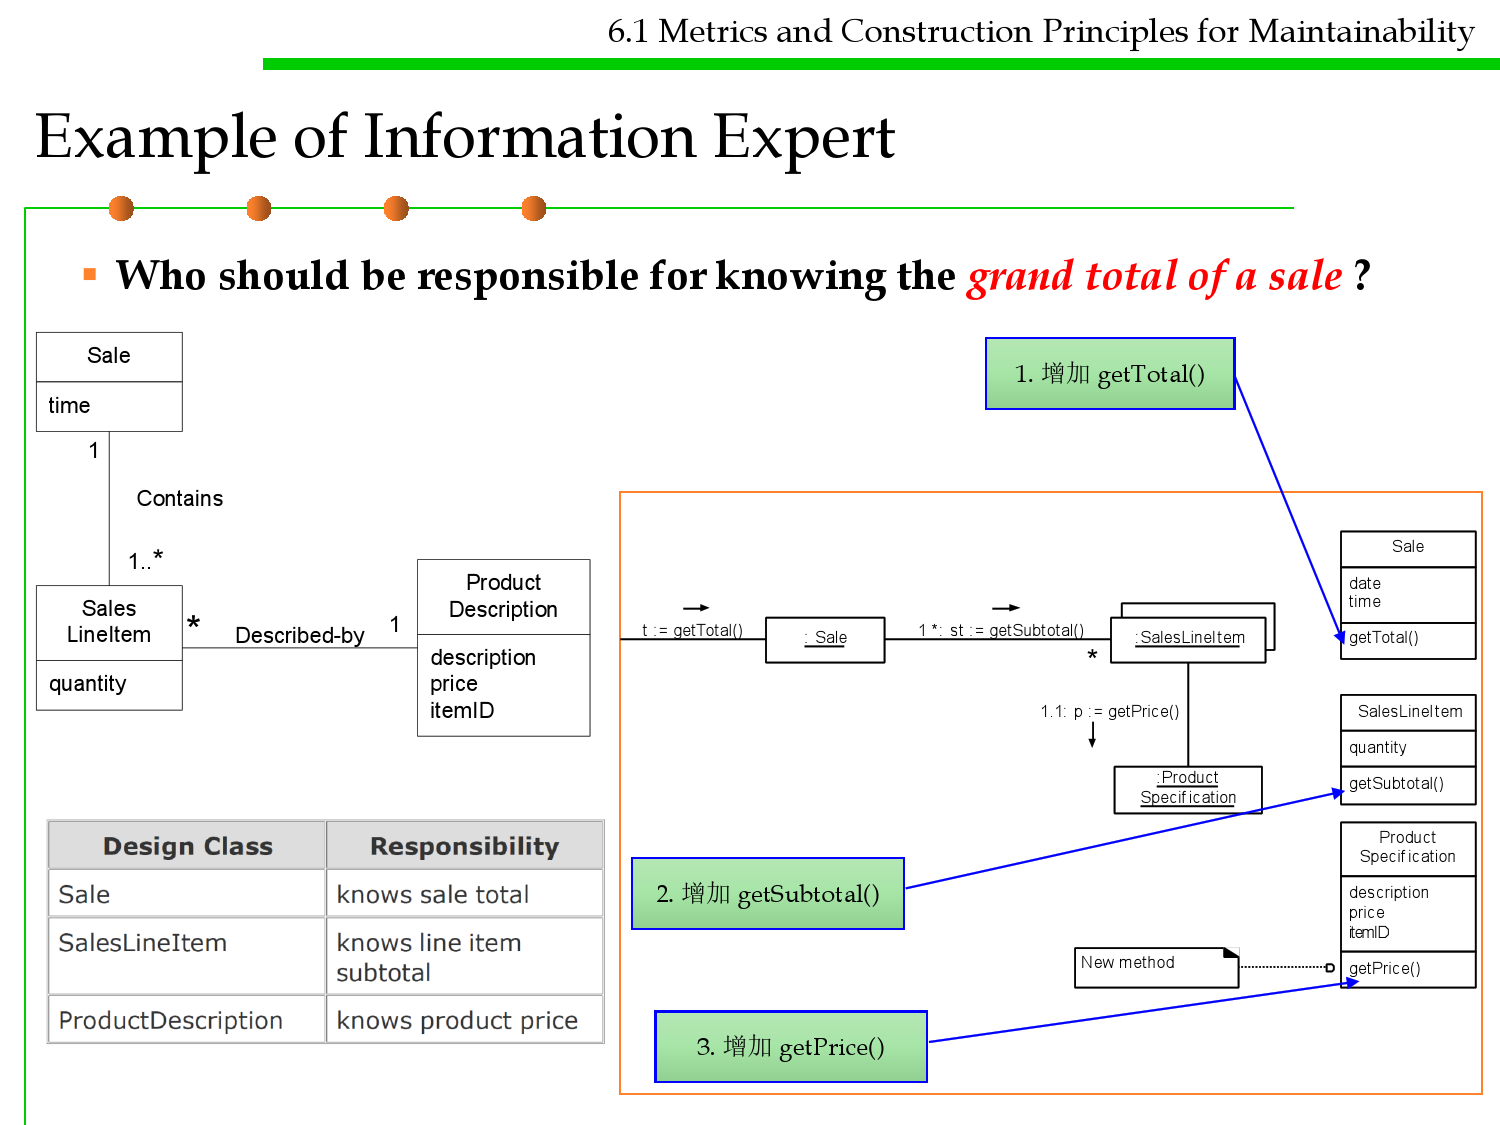 6.1 Metrics and Construction Principles for Maintainability
Example of Information Expert
Who should be responsible for knowing the grand total of a sale ?
Sale
time
1
Contains
1..*
Sales
LineItem
quantity
*
Described-by
1
Product
Description
description
price
itemID
Design Class Responsibility
Sale knows sale total
SalesLineItem knows line item
subtotal
ProductDescription knows product price
1. 增加 getTotal()
t := getTotal()
: Sale
1 *: st := getSubtotal()
*
:SalesLineItem
1.1: p := getPrice()
:Product
Specification
Sale
date
time
getTotal()
SalesLineItem
quantity
getSubtotal()
2. 增加 getSubtotal()
Product
Specification
description
price
itemID
getPrice()
New method
3. 增加 getPrice()